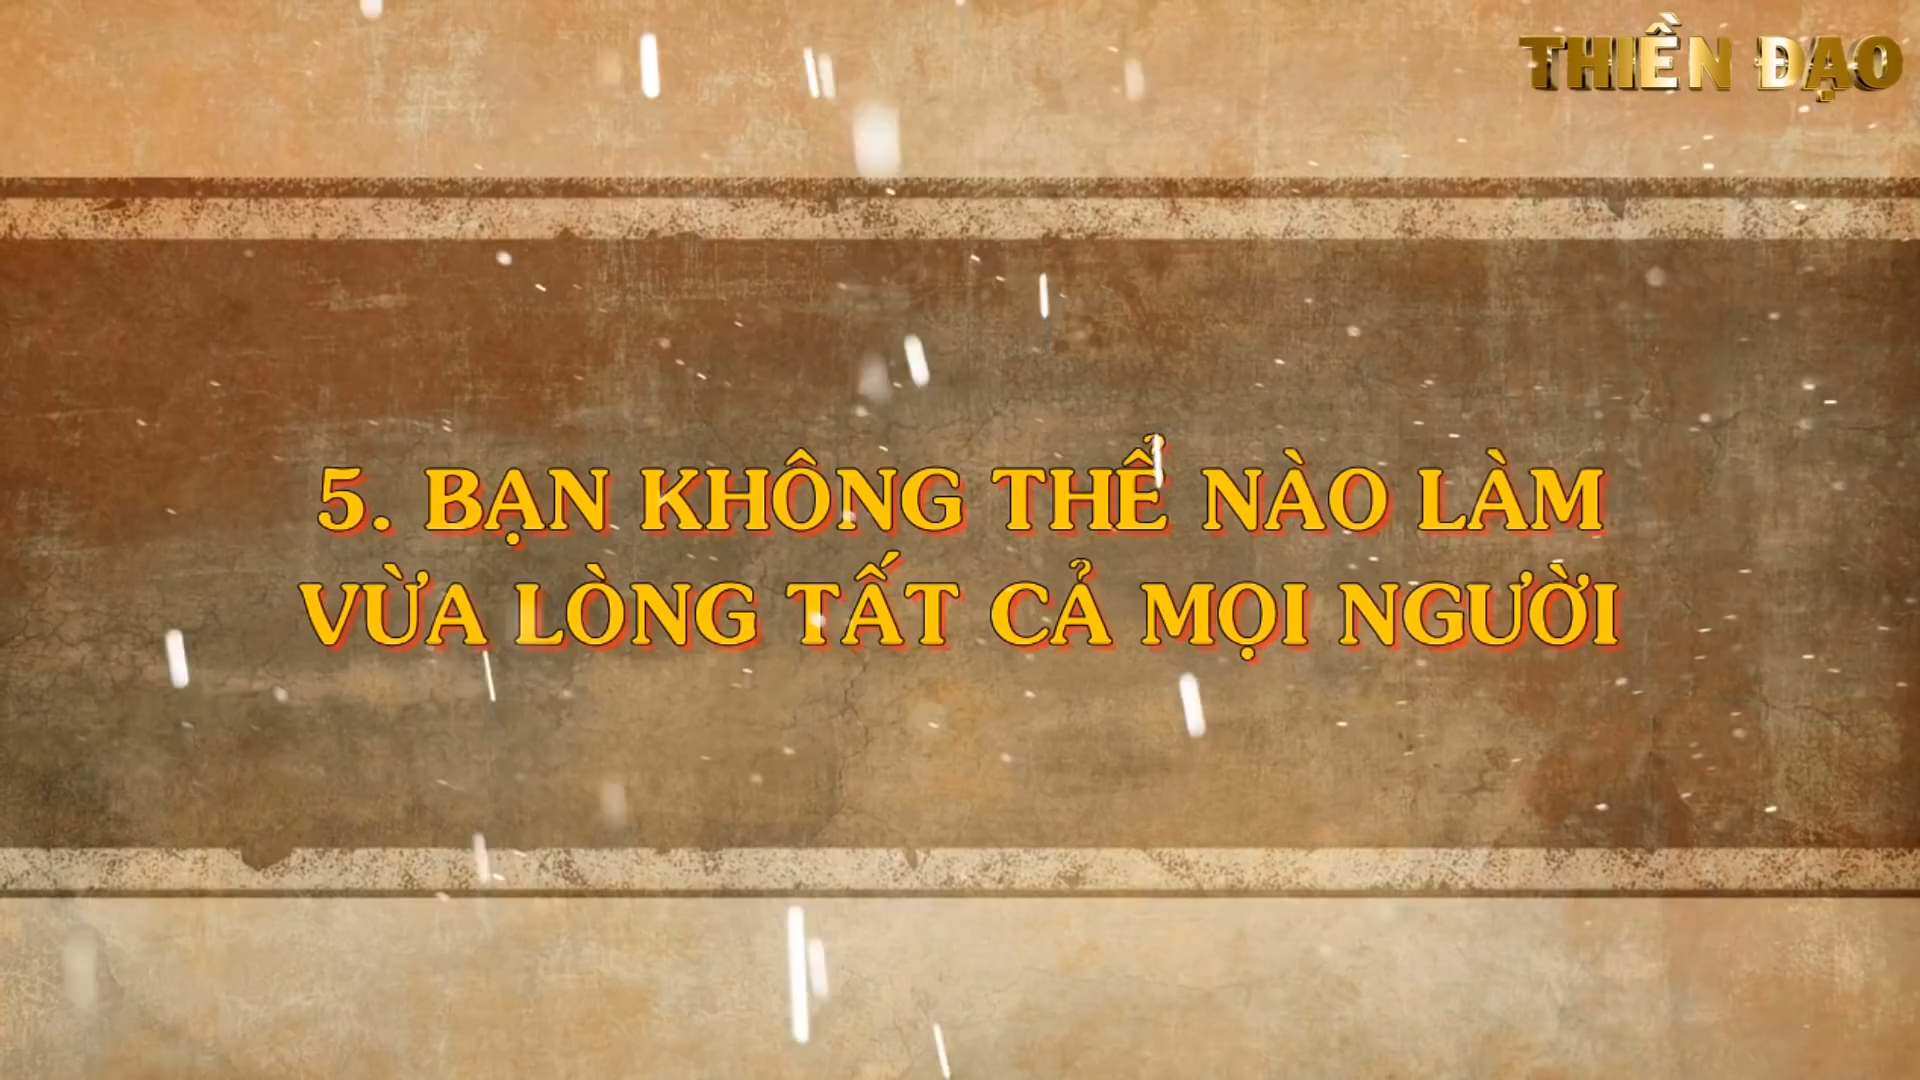 THIỀN ĐẠO
5. BẠN KHÔNG THỂ NÀO LÀM
VỪA LÒNG TẤT CẢ MỌI NGƯỜI